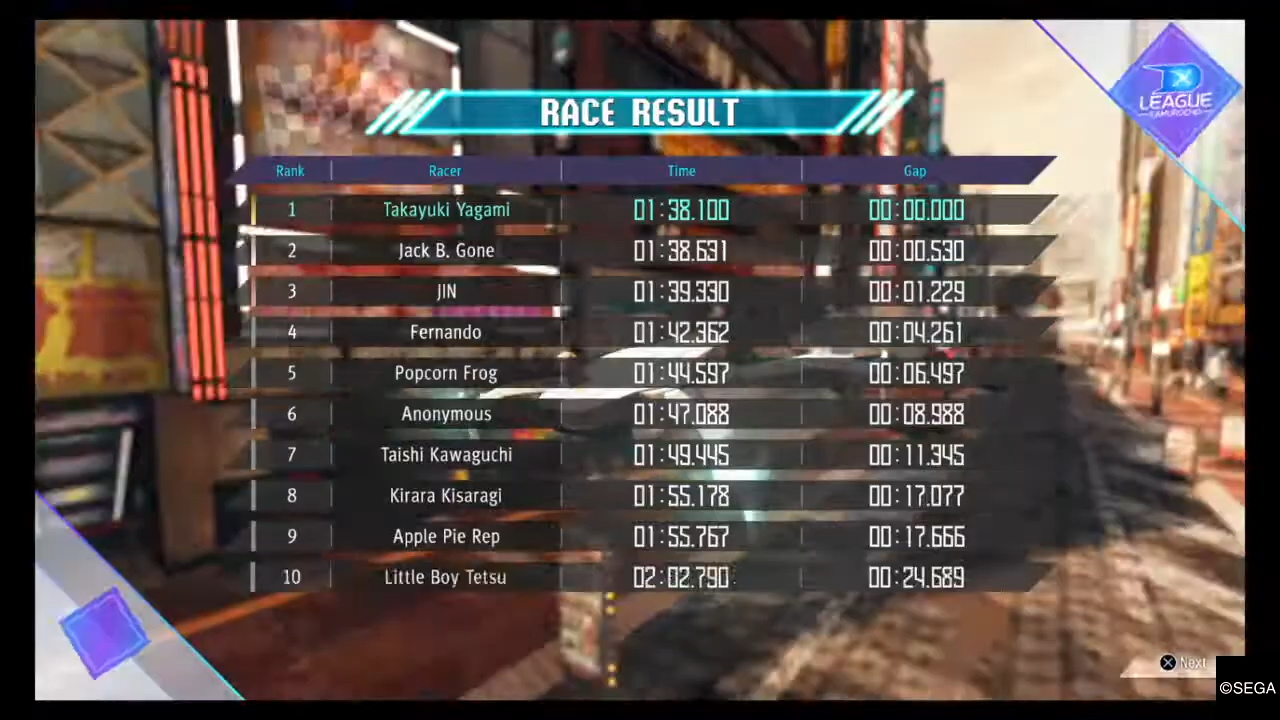 RACE RESULT
LEAGUE
KAMUROCHO
Rank Racer Time Gap
1 Takayuki Yagami 01:38.100 00:00.000
2 Jack B. Gone 01:38.631 00:00.530
3 JIN 01:39.330 00:01.229
4 Fernando 01:42.362 00:04.261
5 Popcorn Frog 01:44.597 00:06.497
6 Anonymous 01:47.088 00:08.988
7 Taishi Kawaguchi 01:49.445 00:11.345
8 Kirara Kisaragi 01:55.178 00:17.077
9 Apple Pie Rep 01:55.767 00:17.666
10 Little Boy Tetsu 02:02.790 00:24.689
Next
©SEGA